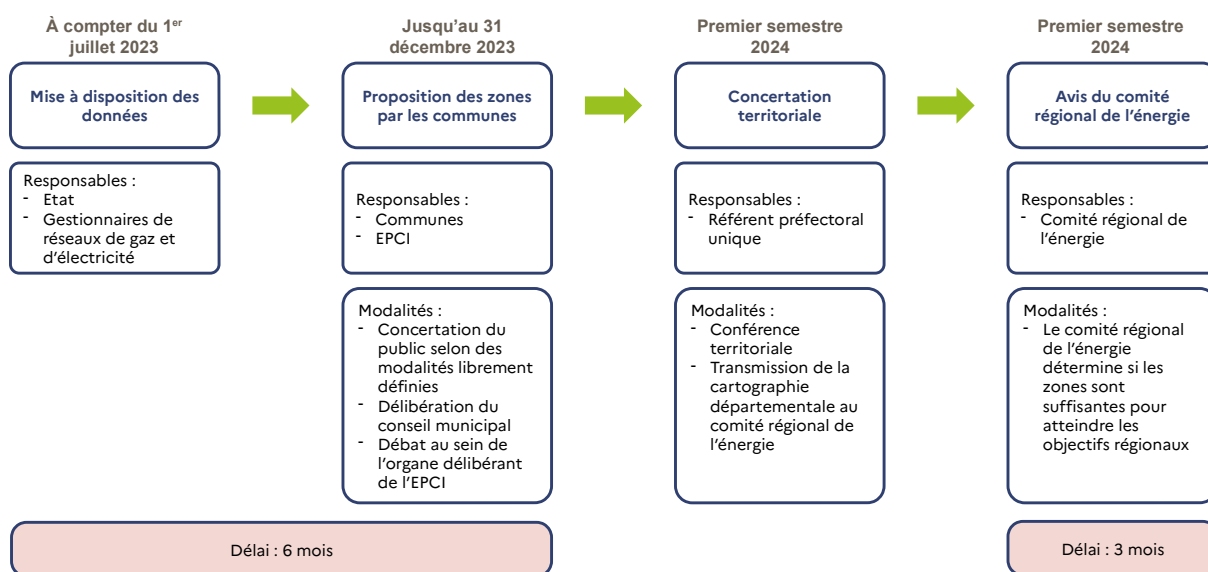 À compter du 1er
juillet 2023
Jusqu'au 31
décembre 2023
Premier semestre
2024
Premier semestre
2024
Mise à disposition des
données
Proposition des zones
par les communes
Concertation
territoriale
Avis du comité
régional de l'énergie
Responsables :
- Etat
- Gestionnaires de
réseaux de gaz et
d'électricité
Responsables :
- Communes
- EPCI
Responsables :
- Référent préfectoral
unique
Responsables :
- Comité régional de
l'énergie
Modalités :
- Concertation du
public selon des
modalités librement
définies
- Délibération du
conseil municipal
- Débat au sein de
l'organe délibérant
de l'EPCI
Modalités :
- Conférence
territoriale
- Transmission de la
cartographie
départementale au
comité régional de
l'énergie
Modalités :
- Le comité régional
de l'énergie
détermine si les
zones sont
suffisantes pour
atteindre les
objectifs régionaux
Délai : 6 mois
Délai : 3 mois